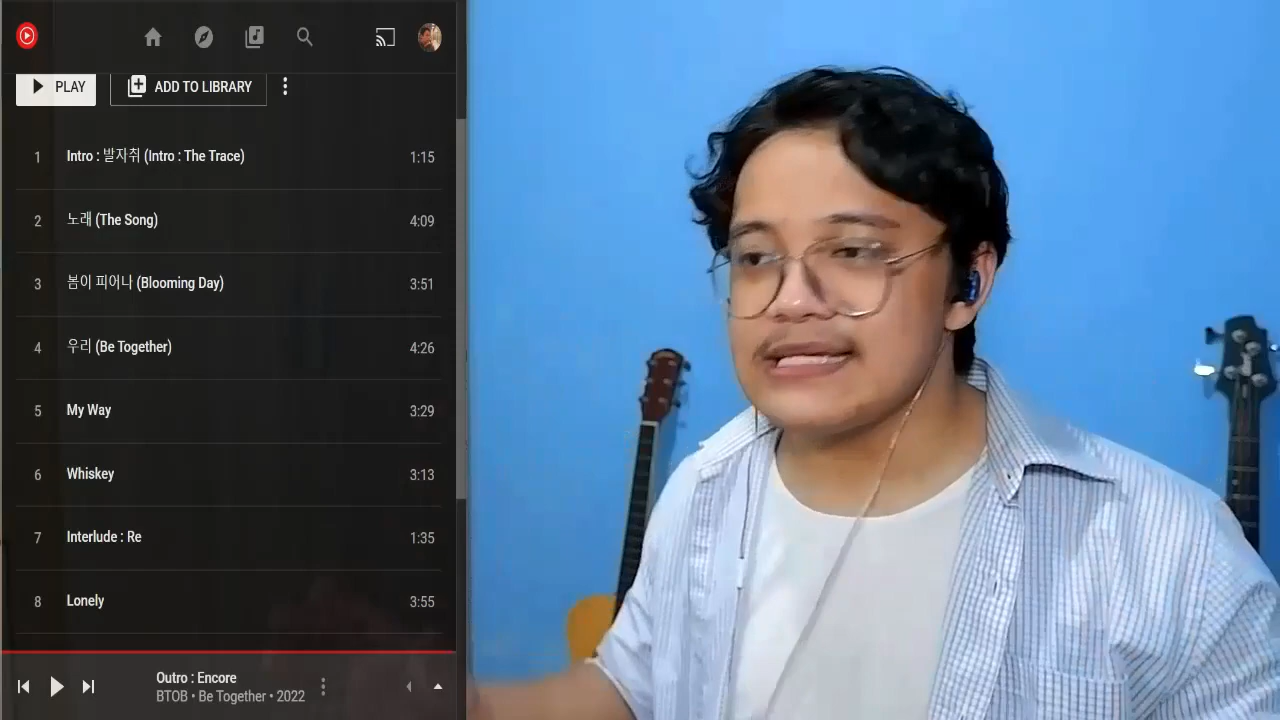 PLAY
ADD TO LIBRARY
1 Intro : 발자취 (Intro : The Trace) 1:15
2 노래 (The Song) 4:09
3 봄이 피어나 (Blooming Day) 3:51
4 우리 (Be Together) 4:26
5 My Way 3:29
6 Whiskey 3:13
7 Interlude : Re 1:35
8 Lonely 3:55
Outro : Encore
BTOB • Be Together • 2022